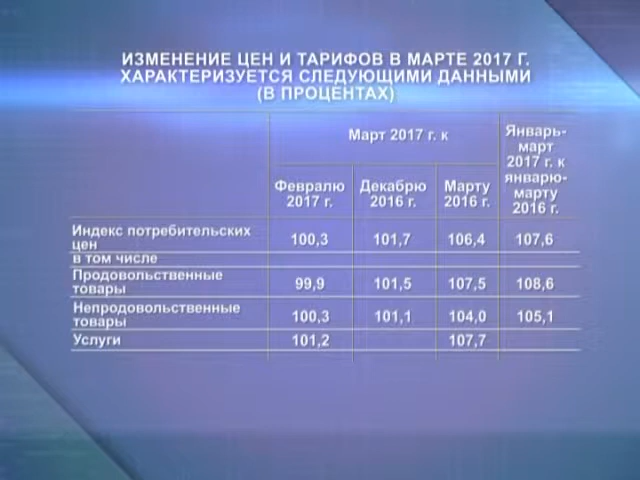 ИЗМЕНЕНИЕ ЦЕН И ТАРИФОВ В МАРТЕ 2017 Г.
ХАРАКТЕРИЗУЕТСЯ СЛЕДУЮЩИМИ ДАННЫМИ
(В ПРОЦЕНТАХ)
Март 2017 г. к
Январь-
март
2017 г. к
январю-
марту
2016 г.
Февралю
2017 г.
Декабрю
2016 г.
Марту
2016 г.
Индекс потребительских
цен
100,3 101,7 106,4 107,6
в том числе
Продовольственные
товары
99,9 101,5 107,5 108,6
Непродовольственные
товары
100,3 101,1 104,0 105,1
Услуги 101,2 107,7